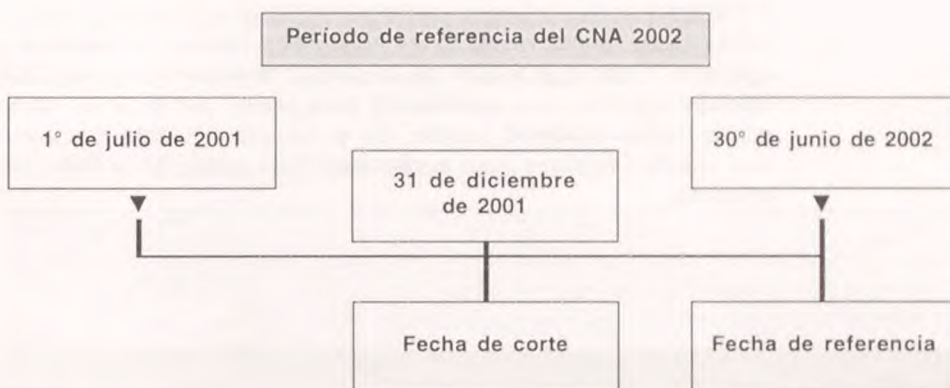 Período de referencia del CNA 2002
1° de julio de 2001
30° de junio de 2002
31 de diciembre
de 2001
Fecha de corte
Fecha de referencia